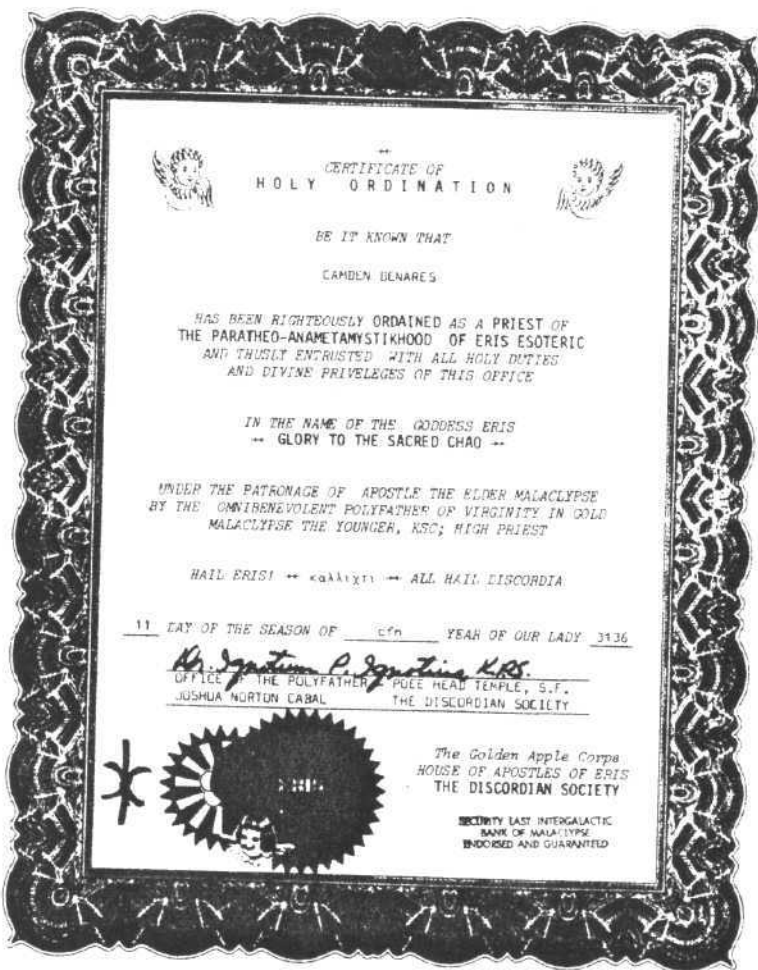 CERTIFICATE OF
HOLY ORDINATION
BE IT KNOWN THAT
CAMDEN BENARES
HAS BEEN RIGHTEOUSLY ORDAINED AS A PRIEST OF
THE PARATHEO-ANAMETAMYSTIKHOOD OF ERIS ESOTERIC
AND THUSLY ENTRUSTED WITH ALL HOLY DUTIES
AND DIVINE PRIVELEGES OF THIS OFFICE
IN THE NAME OF THE GODDESS ERIS
↔ GLORY TO THE SACRED CHAO ↔
UNDER THE PATRONAGE OF APOSTLE THE ELDER MALACLYPSE
BY THE OMNIBENEVOLENT POLYFATHER OF VIRGINITY IN GOLD
MALACLYPSE THE YOUNGER, KSC; HIGH PRIEST
HAIL ERIS! ↔ καλλιχτι ↔ ALL HAIL DISCORDIA
11 DAY OF THE SEASON OF cfn YEAR OF OUR LADY 3136
Dr. Ignotum P. Ignotius, KRS.
OFFICE OF THE POLYFATHER POEE HEAD TEMPLE, S.F.
JOSHUA NORTON CABAL THE DISCORDIAN SOCIETY
The Golden Apple Corps
HOUSE OF APOSTLES OF ERIS
THE DISCORDIAN SOCIETY
SECURITY EAST INTERGALACTIC
BANK OF MALACLYPSE
ENDORSED AND GUARANTEED